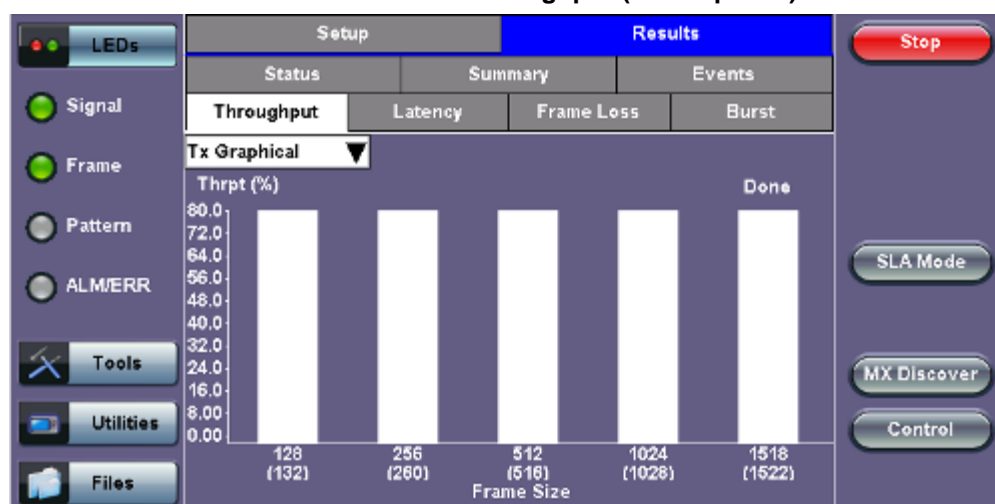 LEDs
Signal
Frame
Pattern
ALM/ERR
Tools
Utilities
Files
Setup Results
Status Summary Events
Throughput Latency Frame Loss Burst
Tx Graphical
Thrpt (%) Done
80.0
72.0
64.0
56.0
48.0
40.0
32.0
24.0
16.0
8.00
0.00
128 256 512 1024 1518
(132) (260) (516) (1028) (1522)
Frame Size
Stop
SLA Mode
MX Discover
Control